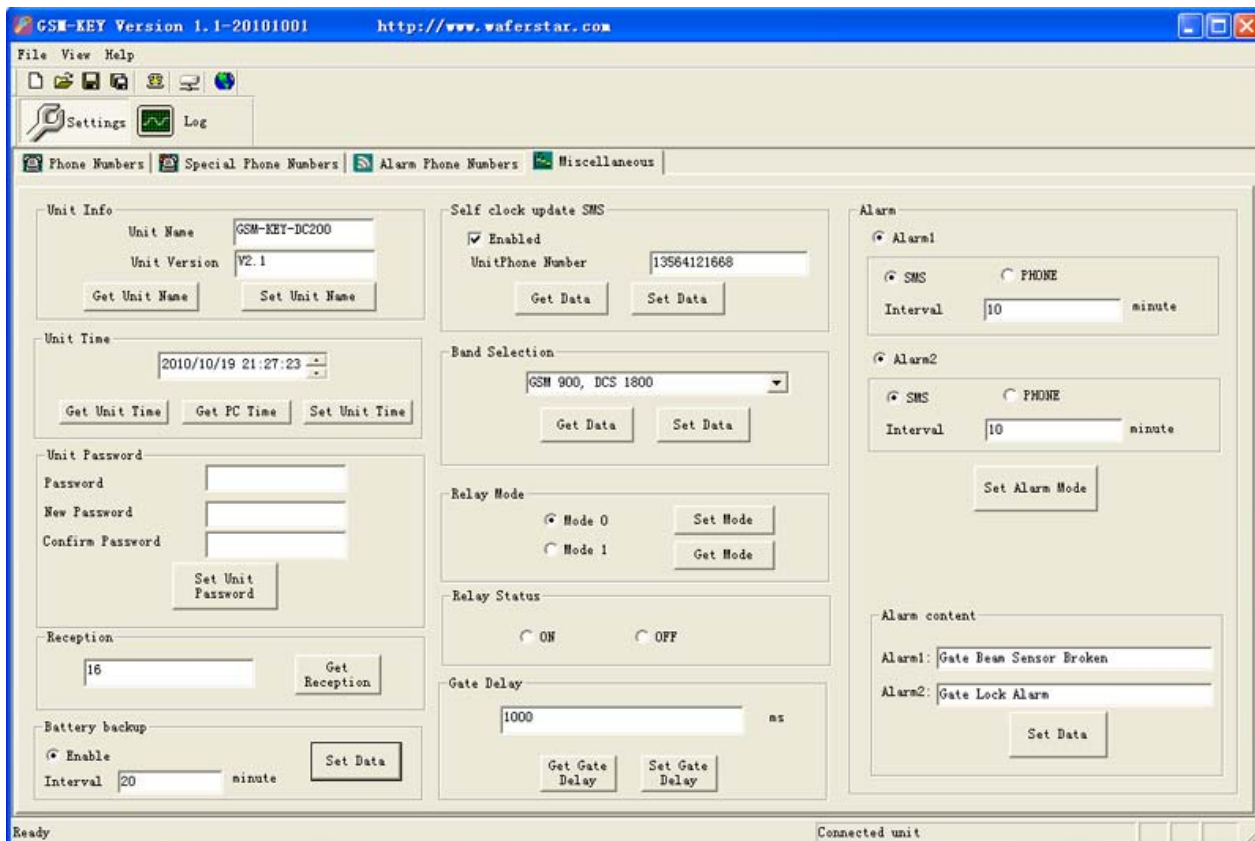 GSM-KEY Version 1.1-20101001 http://www.waferstar.com
File View Help
Settings Log
Phone Numbers Special Phone Numbers Alarm Phone Numbers Miscellaneous
Unit Info
Unit Name GSM-KEY-DC200
Unit Version V2.1
Get Unit Name Set Unit Name
Unit Time
2010/10/19 21:27:23
Get Unit Time Get PC Time Set Unit Time
Unit Password
Password
New Password
Confirm Password
Set Unit
Password
Reception
16
Get
Reception
Battery backup
Enable
Interval 20 minute
Set Data
Self clock update SMS
Enabled
UnitPhone Number 13564121668
Get Data Set Data
Band Selection
GSM 900, DCS 1800
Get Data Set Data
Relay Mode
Mode 0 Set Mode
Mode 1 Get Mode
Relay Status
ON OFF
Gate Delay
1000 ms
Get Gate
Delay
Set Gate
Delay
Alarm
Alarm1
SMS PHONE
Interval 10 minute
Alarm2
SMS PHONE
Interval 10 minute
Set Alarm Mode
Alarm content
Alarm1: Gate Beam Sensor Broken
Alarm2: Gate Lock Alarm
Set Data
Ready Connected unit